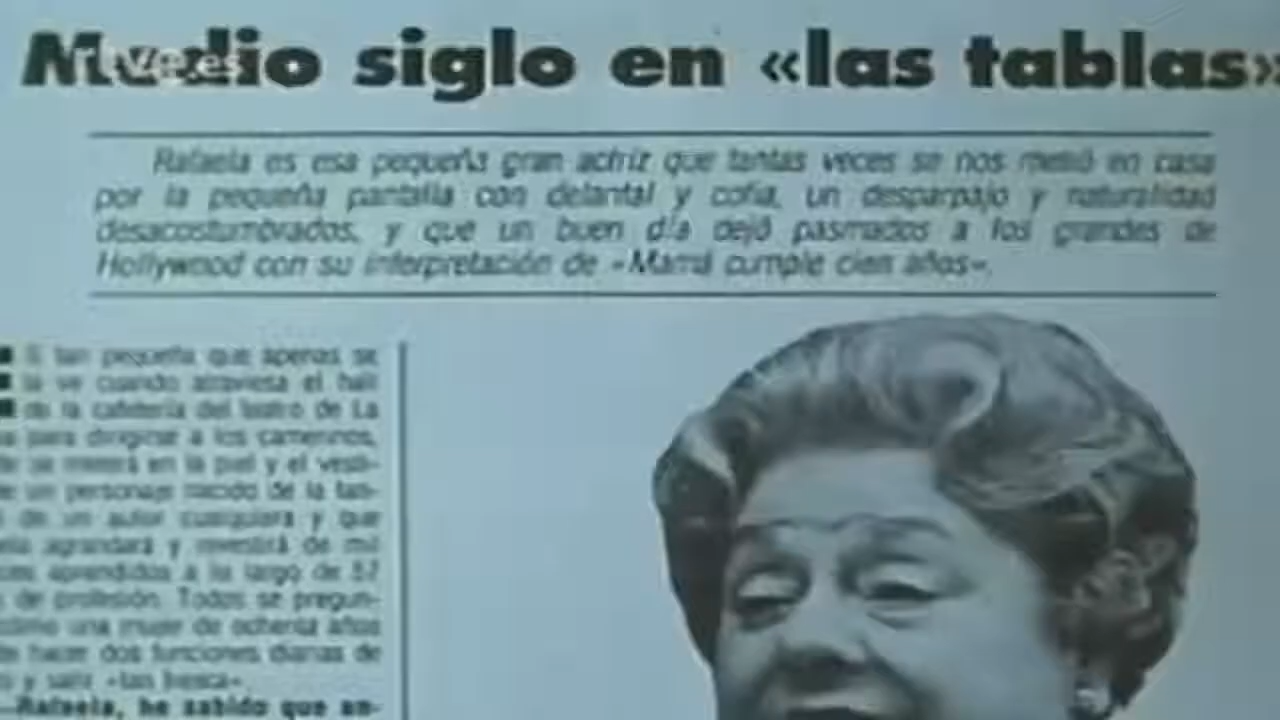 Medio siglo en «las tablas»
rtve.es
Rafaela es esa pequeña gran actriz que tantas veces se nos metió en casa
por la pequeña pantalla con delantal y cofia, un desparpajo y naturalidad
desacostumbrados, y que un buen día dejó pasmados a los grandes de
Hollywood con su interpretación de «Mamá cumple cien años».
tan pequeña que apenas se
la ve cuando atraviesa el hall
de la cafetería del teatro de La
para dirigirse a los camerinos,
se meterá en la piel y el vesti-
de un personaje nacido de la fan-
de un autor cualquiera y que
agrandará y revestirá de mil
aprendidos a lo largo de 57
de profesión. Todos se pregun-
cómo una mujer de ochenta años
hacer dos funciones diarias de
y salir «tan fresca».
—Rafaela, he sabido que an-